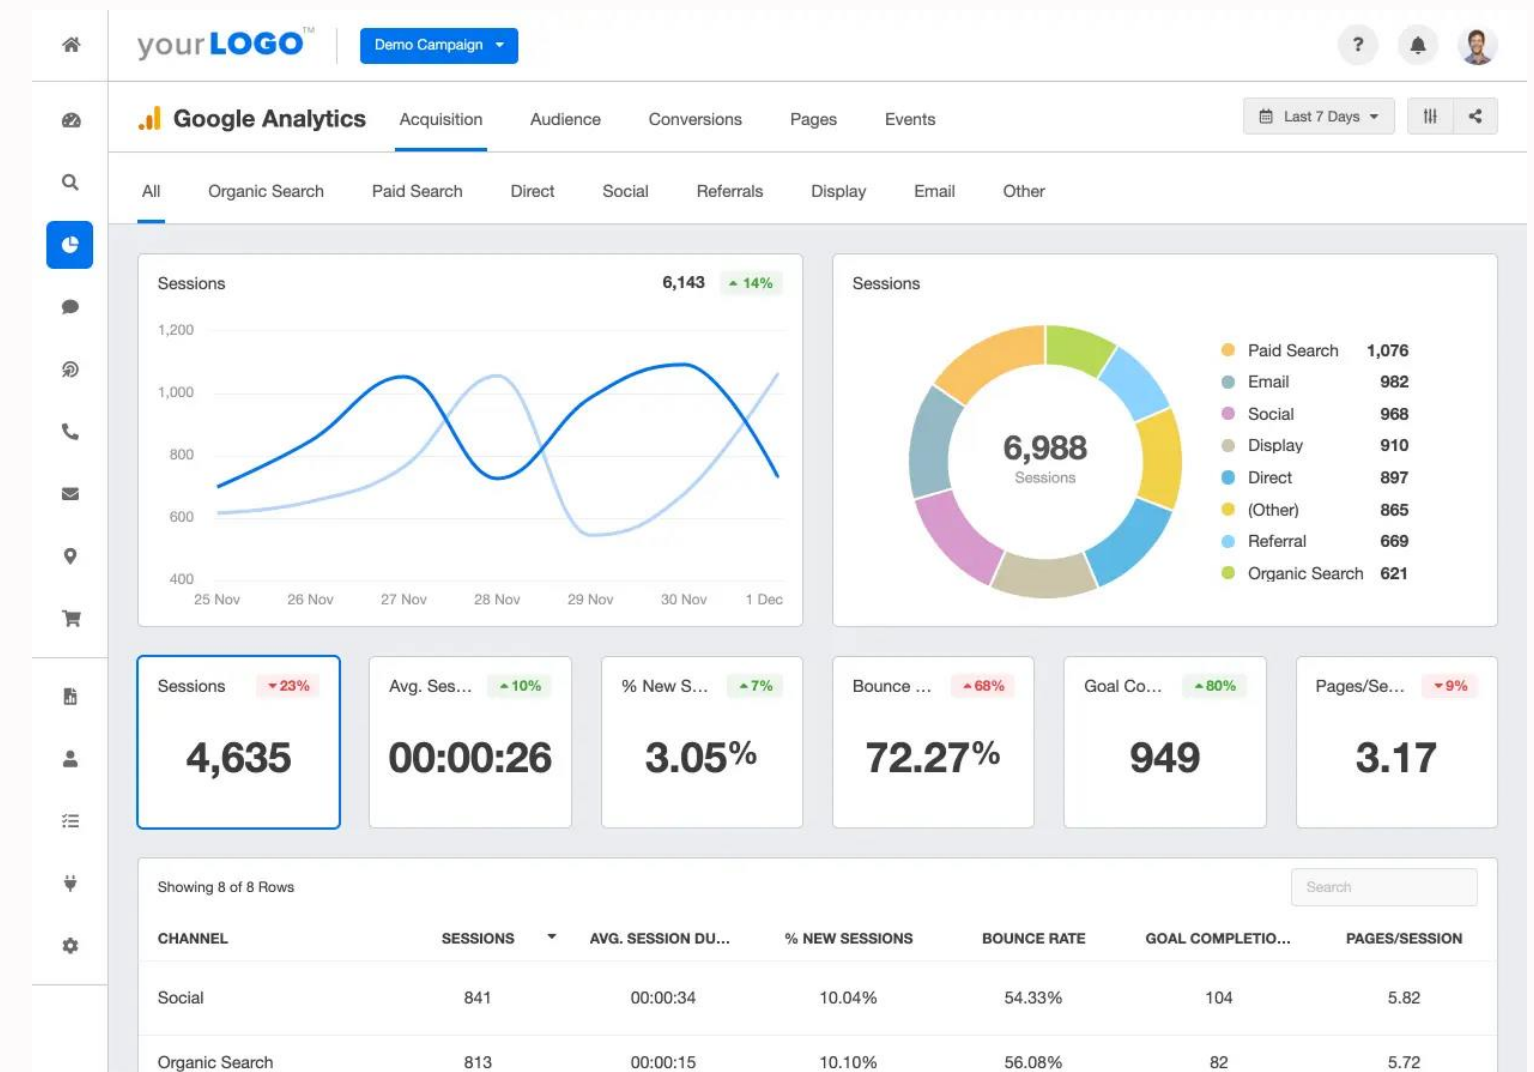 yourLOGO™
Demo Campaign
?
Google Analytics
Acquisition
Audience
Conversions
Pages
Events
Last 7 Days
All
Organic Search
Paid Search
Direct
Social
Referrals
Display
Email
Other
Sessions
6,143
14%
1,200
1,000
800
600
400
25 Nov
26 Nov
27 Nov
28 Nov
29 Nov
30 Nov
1 Dec
Sessions
6,988
Sessions
Paid Search 1,076
Email 982
Social 968
Display 910
Direct 897
(Other) 865
Referral 669
Organic Search 621
Sessions
23%
4,635
Avg. Ses...
10%
00:00:26
% New S...
7%
3.05%
Bounce ...
68%
72.27%
Goal Co...
80%
949
Pages/Se...
9%
3.17
Showing 8 of 8 Rows
Search
CHANNEL SESSIONS AVG. SESSION DU... % NEW SESSIONS BOUNCE RATE GOAL COMPLETIO... PAGES/SESSION
Social 841 00:00:34 10.04% 54.33% 104 5.82
Organic Search 813 00:00:15 10.10% 56.08% 82 5.72